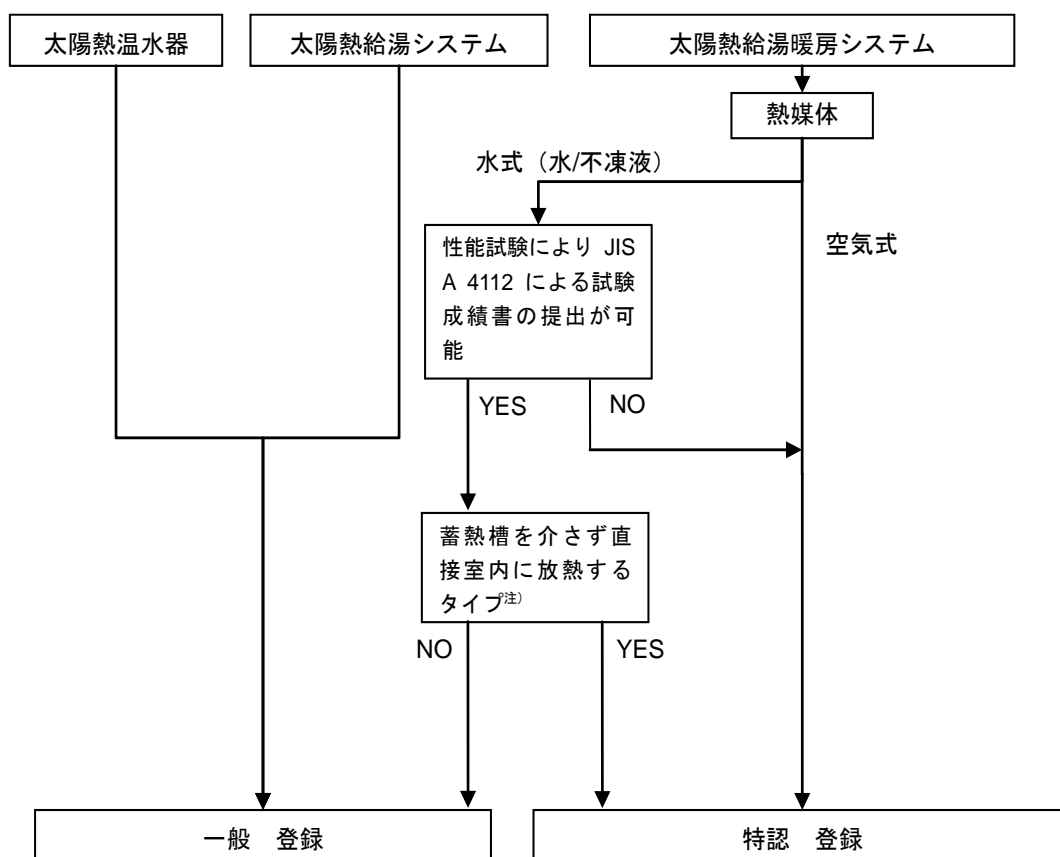 太陽熱温水器
太陽熱給湯システム
太陽熱給湯暖房システム
熱媒体
水式（水/不凍液）
空気式
性能試験により JIS
A 4112 による試験
成績書の提出が可
能
YES
NO
蓄熱槽を介さず直
接室内に放熱する
タイプ注）
NO
YES
一般　登録
特認　登録